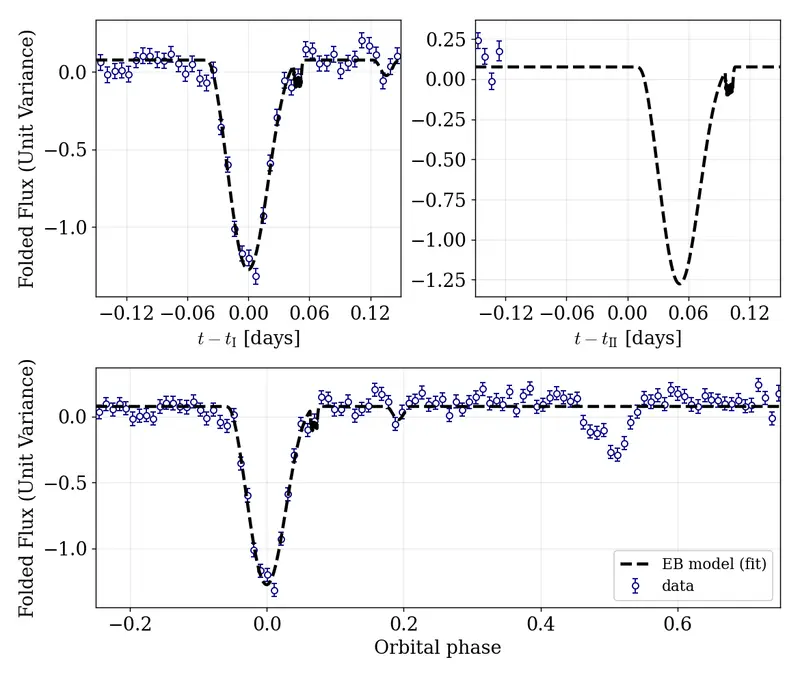 Folded Flux (Unit Variance)
0.0
−0.5
−1.0
−0.12 −0.06 0.00 0.06 0.12
t − t_I [days]
0.25
0.00
−0.25
−0.50
−0.75
−1.00
−1.25
−0.12 −0.06 0.00 0.06 0.12
t − t_II [days]
Folded Flux (Unit Variance)
0.0
−0.5
−1.0
EB model (fit)
data
−0.2 0.0 0.2 0.4 0.6
Orbital phase